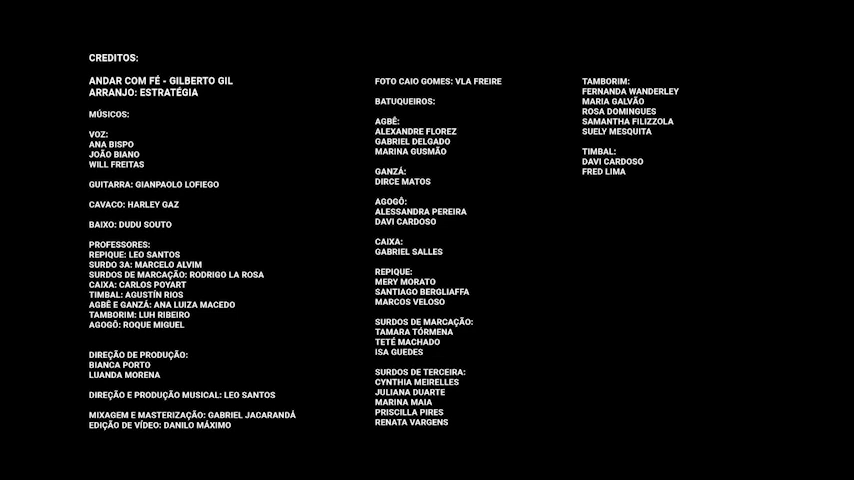 CREDITOS:
ANDAR COM FÉ - GILBERTO GIL
ARRANJO: ESTRATÉGIA
MÚSICOS:
VOZ:
ANA BISPO
JOÃO BIANO
WILL FREITAS
GUITARRA: GIANPAOLO LOFIEGO
CAVACO: HARLEY GAZ
BAIXO: DUDU SOUTO
PROFESSORES:
REPIQUE: LEO SANTOS
SURDO 3A: MARCELO ALVIM
SURDOS DE MARCAÇÃO: RODRIGO LA ROSA
CAIXA: CARLOS POYART
TIMBAL: AGUSTÍN RIOS
AGBÊ E GANZÁ: ANA LUIZA MACEDO
TAMBORIM: LUH RIBEIRO
AGOGÔ: ROQUE MIGUEL
DIREÇÃO DE PRODUÇÃO:
BIANCA PORTO
LUANDA MORENA
DIREÇÃO E PRODUÇÃO MUSICAL: LEO SANTOS
MIXAGEM E MASTERIZAÇÃO: GABRIEL JACARANDÁ
EDIÇÃO DE VÍDEO: DANILO MÁXIMO
FOTO CAIO GOMES: VLA FREIRE
BATUQUEIROS:
AGBÊ:
ALEXANDRE FLOREZ
GABRIEL DELGADO
MARINA GUSMÃO
GANZÁ:
DIRCE MATOS
AGOGÔ:
ALESSANDRA PEREIRA
DAVI CARDOSO
CAIXA:
GABRIEL SALLES
REPIQUE:
MERY MORATO
SANTIAGO BERGLIAFFA
MARCOS VELOSO
SURDOS DE MARCAÇÃO:
TAMARA TÓRMENA
TETÉ MACHADO
ISA GUEDES
SURDOS DE TERCEIRA:
CYNTHIA MEIRELLES
JULIANA DUARTE
MARINA MAIA
PRISCILLA PIRES
RENATA VARGENS
TAMBORIM:
FERNANDA WANDERLEY
MARIA GALVÃO
ROSA DOMINGUES
SAMANTHA FILIZZOLA
SUELY MESQUITA
TIMBAL:
DAVI CARDOSO
FRED LIMA